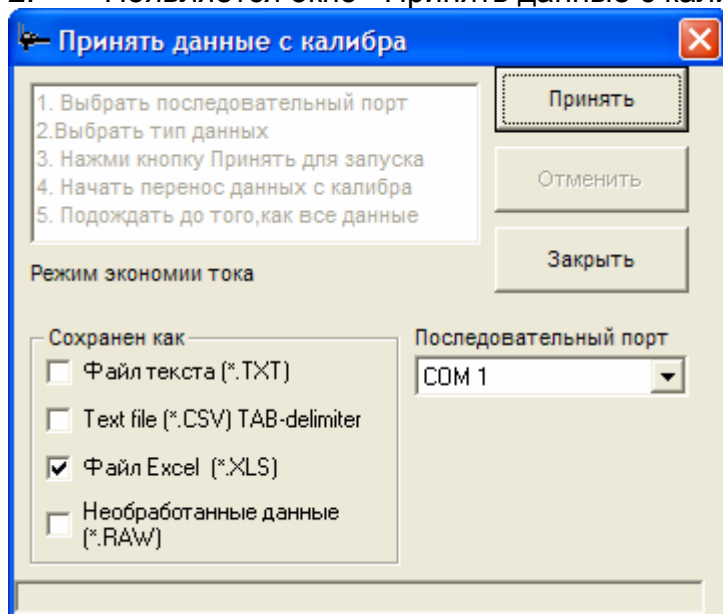 Принять данные с калибра
1. Выбрать последовательный порт
2.Выбрать тип данных
3. Нажми кнопку Принять для запуска
4. Начать перенос данных с калибра
5. Подождать до того,как все данные
Принять
Отменить
Закрыть
Режим экономии тока
Сохранен как
Файл текста (*.TXT)
Text file (*.CSV) TAB-delimiter
Файл Excel (*.XLS)
Необработанные данные
(*.RAW)
Последовательный порт
COM 1